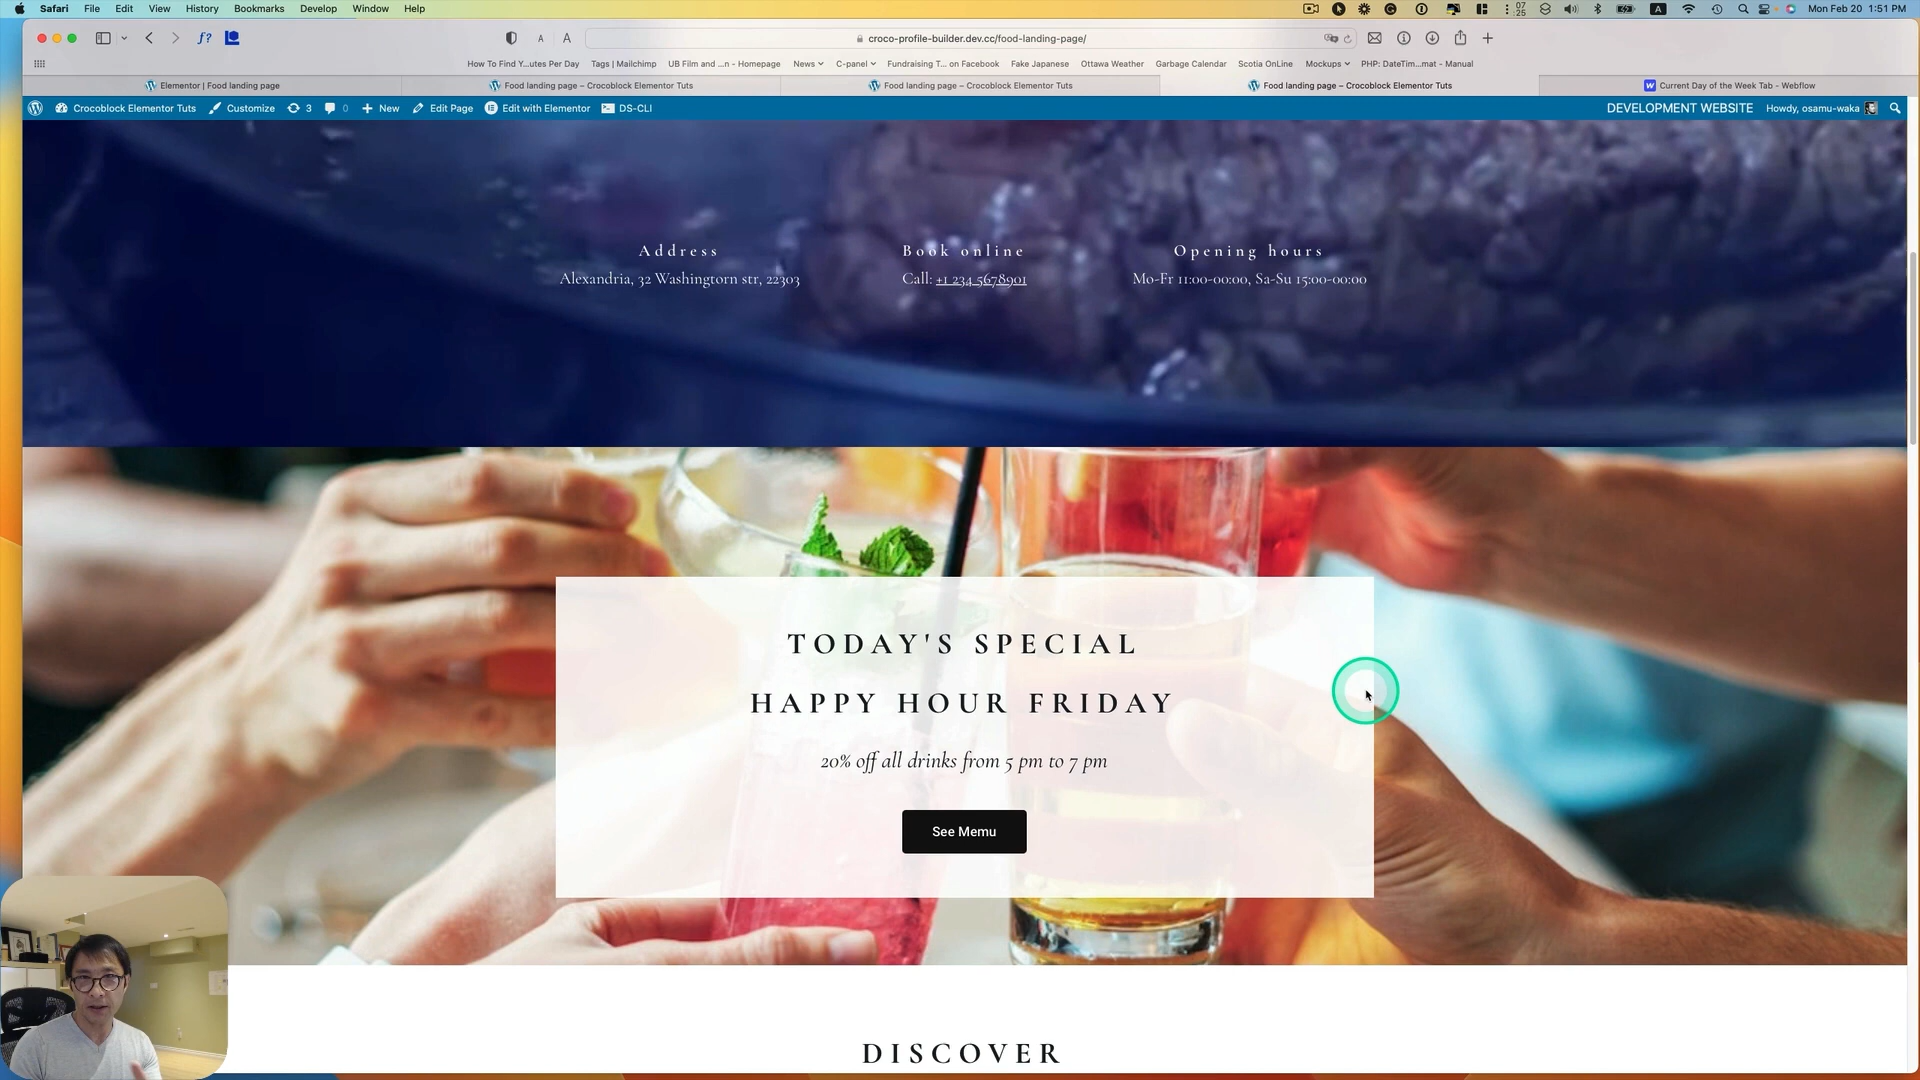 Safari File Edit View History Bookmarks Develop Window Help
07
25
A
Mon Feb 20 1:51 PM
f?
A A
croco-profile-builder.dev.cc/food-landing-page/
How To Find Y...utes Per Day Tags | Mailchimp UB Film and ...n - Homepage News C-panel Fundraising T... on Facebook Fake Japanese Ottawa Weather Garbage Calendar Scotia OnLine Mockups PHP: DateTim...mat - Manual
Elementor | Food landing page
Food landing page – Crocoblock Elementor Tuts
Food landing page – Crocoblock Elementor Tuts
Food landing page – Crocoblock Elementor Tuts
Current Day of the Week Tab - Webflow
Crocoblock Elementor Tuts Customize 3 0 New Edit Page Edit with Elementor DS-CLI
DEVELOPMENT WEBSITE Howdy, osamu-waka
Address
Alexandria, 32 Washingtorn str, 22303
Book online
Call: +1 234 5678901
Opening hours
Mo-Fr 11:00-00:00, Sa-Su 15:00-00:00
TODAY'S SPECIAL
HAPPY HOUR FRIDAY
20% off all drinks from 5 pm to 7 pm
See Memu
DISCOVER